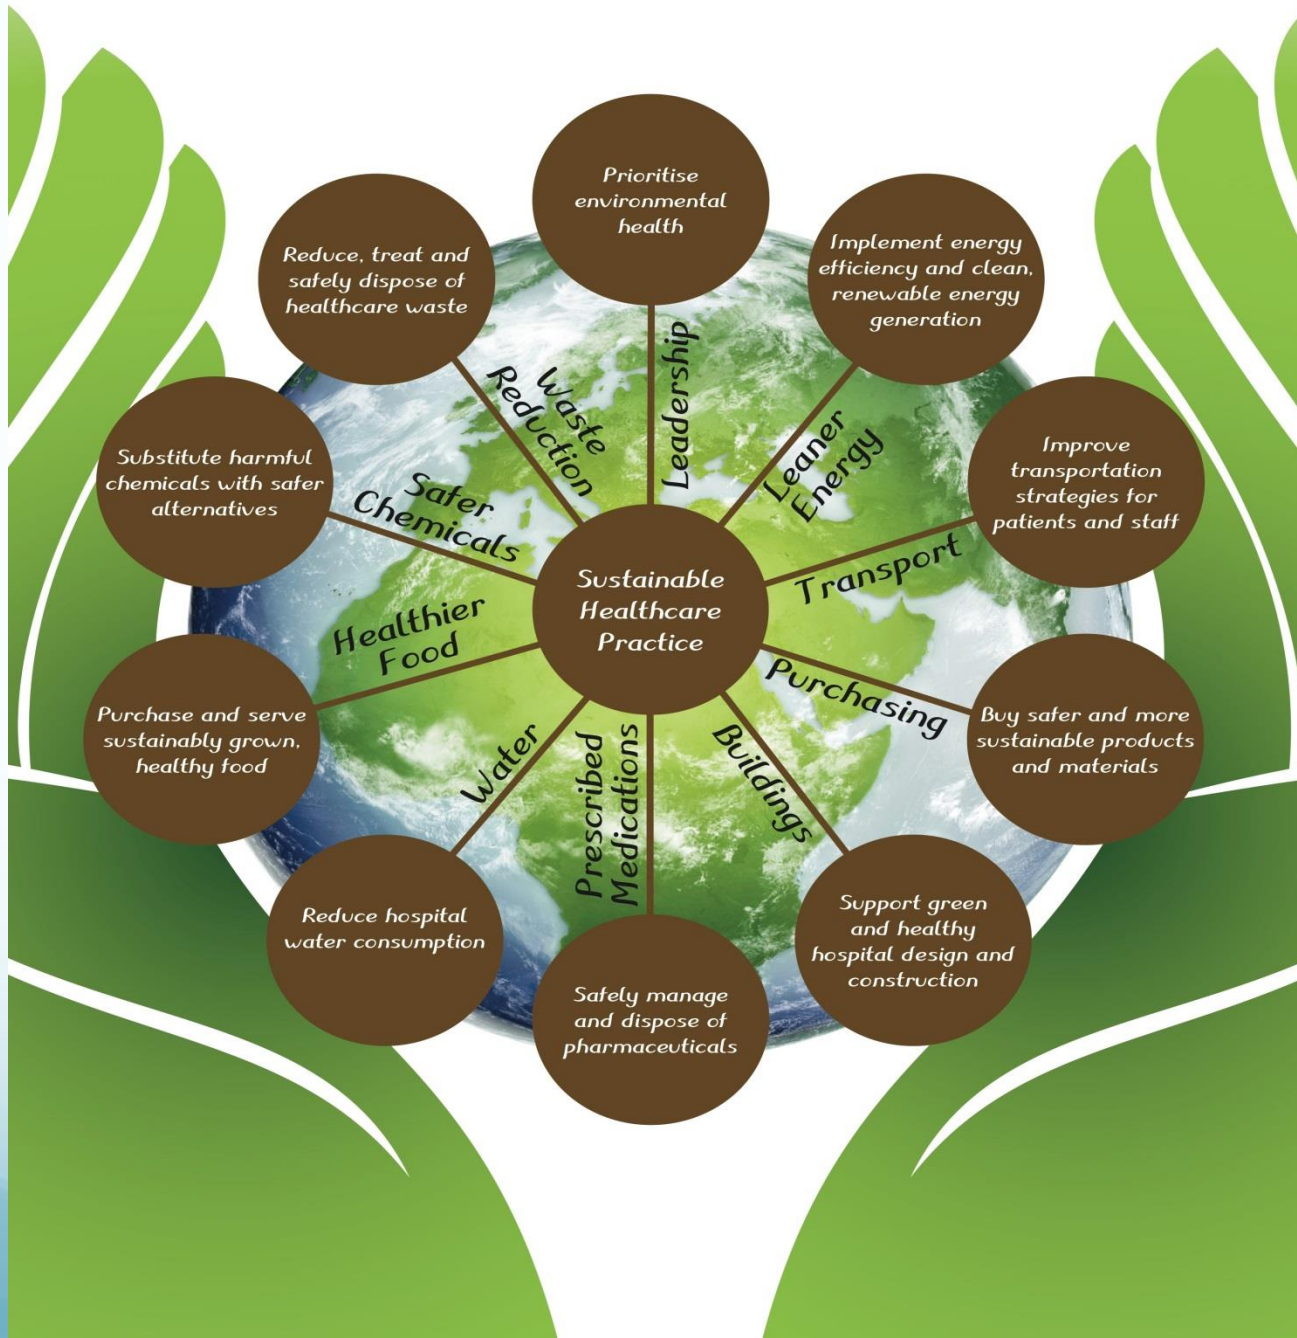 Prioritise
environmental
health
Leadership
Implement energy
efficiency and clean,
renewable energy
generation
Leaner
Energy
Improve
transportation
strategies for
patients and staff
Transport
Buy safer and more
sustainable products
and materials
Purchasing
Support green
and healthy
hospital design and
construction
Buildings
Safely manage
and dispose of
pharmaceuticals
Prescribed
Medications
Reduce hospital
water consumption
Water
Purchase and serve
sustainably grown,
healthy food
Healthier
Food
Substitute harmful
chemicals with safer
alternatives
Safer
Chemicals
Reduce, treat and
safely dispose of
healthcare waste
Waste
Reduction
Sustainable
Healthcare
Practice